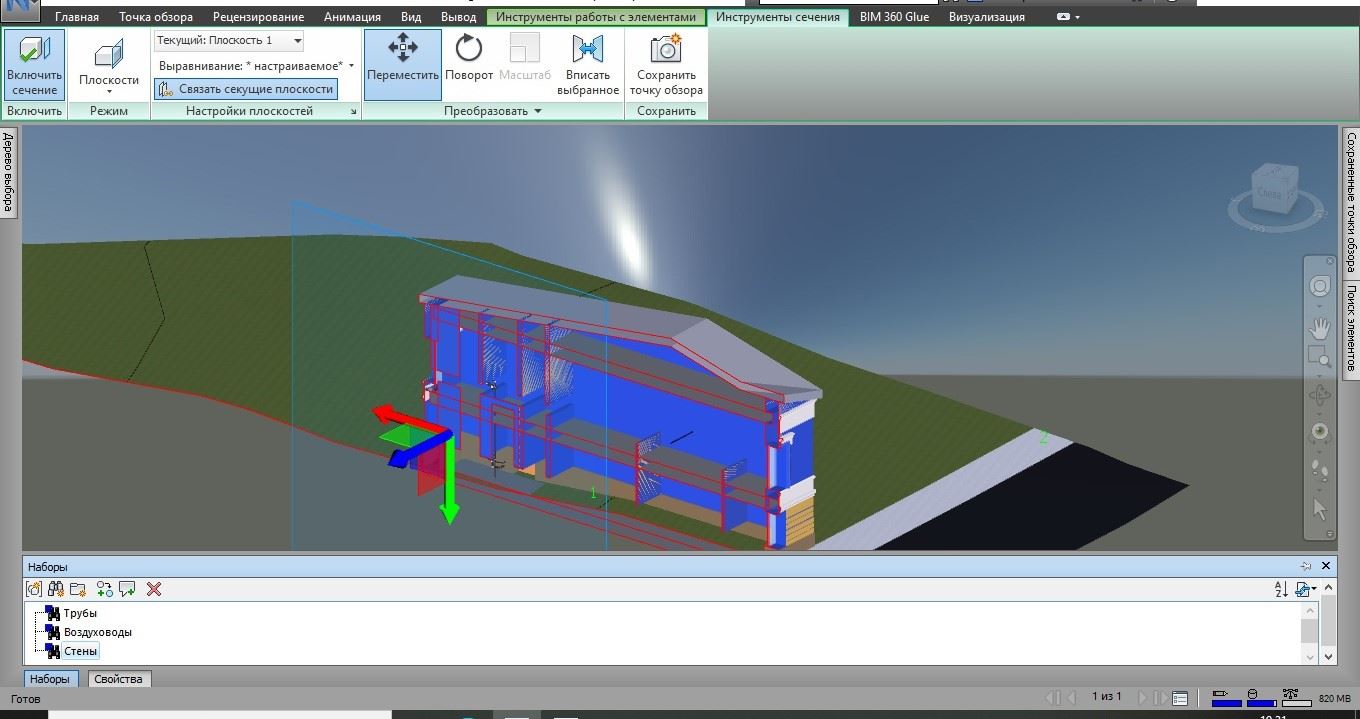 Главная Точка обзора Рецензирование Анимация Вид Вывод Инструменты работы с элементами Инструменты сечения BIM 360 Glue Визуализация
Текущий: Плоскость 1
Выравнивание: * настраиваемое*
Связать секущие плоскости
Включить
сечение
Плоскости
Переместить Поворот Масштаб
Вписать
выбранное
Сохранить
точку обзора
Включить Режим Настройки плоскостей Преобразовать Сохранить
Дерево выбора
Сохраненные точки обзора
Поиск элементов
Слева
2
1
Наборы
Трубы
Воздуховоды
Стены
Наборы Свойства
Готов
1 из 1
820 MB